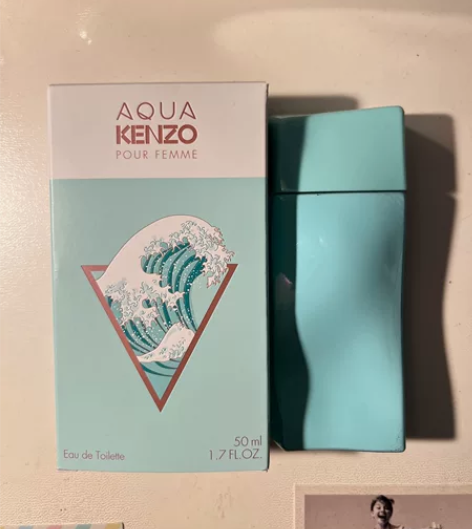 AQUA
KENZO
POUR FEMME
Eau de Toilette
50 ml
1.7 FL.OZ.